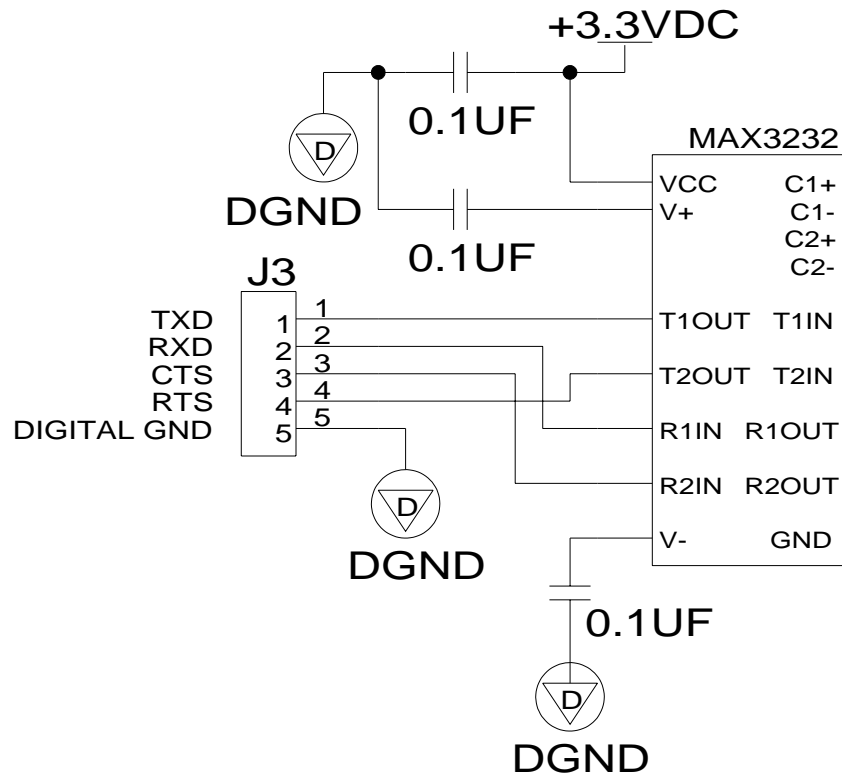 +3.3VDC
0.1UF
D
DGND
MAX3232
VCC C1+
V+ C1-
C2+
C2-
0.1UF
J3
TXD 1 1 T1OUT T1IN
RXD 2 2
CTS 3 3 T2OUT T2IN
RTS 4 4
DIGITAL GND 5 5 R1IN R1OUT
R2IN R2OUT
D
DGND
V- GND
0.1UF
D
DGND